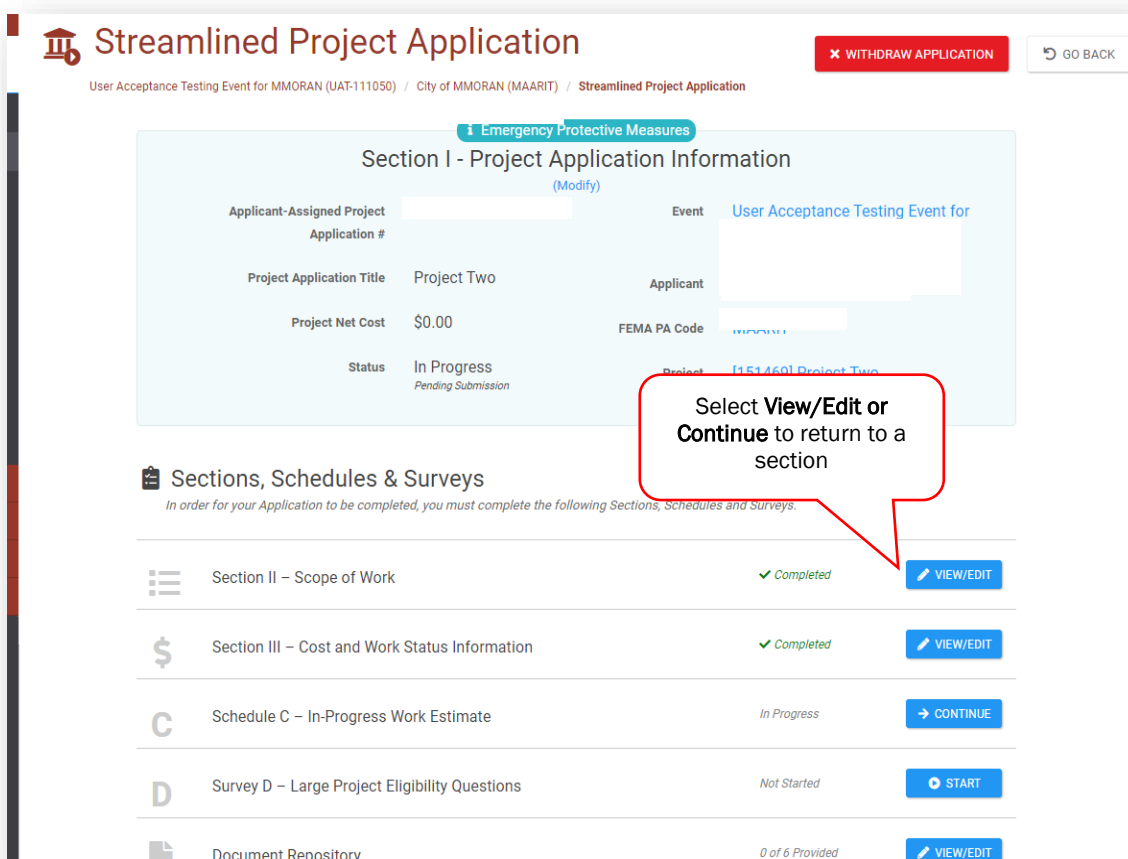 Streamlined Project Application
WITHDRAW APPLICATION
GO BACK
User Acceptance Testing Event for MMORAN (UAT-111050) / City of MMORAN (MAARIT) / Streamlined Project Application
Emergency Protective Measures
Section I - Project Application Information
(Modify)
Applicant-Assigned Project
Application #
Event
User Acceptance Testing Event for
Project Application Title
Project Two
Applicant
Project Net Cost
$0.00
FEMA PA Code
MAARIT
Status
In Progress
Pending Submission
Project
[151469] Project Two
Select View/Edit or
Continue to return to a
section
Sections, Schedules & Surveys
In order for your Application to be completed, you must complete the following Sections, Schedules and Surveys.
Section II – Scope of Work
Completed
VIEW/EDIT
$
Section III – Cost and Work Status Information
Completed
VIEW/EDIT
C
Schedule C – In-Progress Work Estimate
In Progress
CONTINUE
D
Survey D – Large Project Eligibility Questions
Not Started
START
Document Repository
0 of 6 Provided
VIEW/EDIT